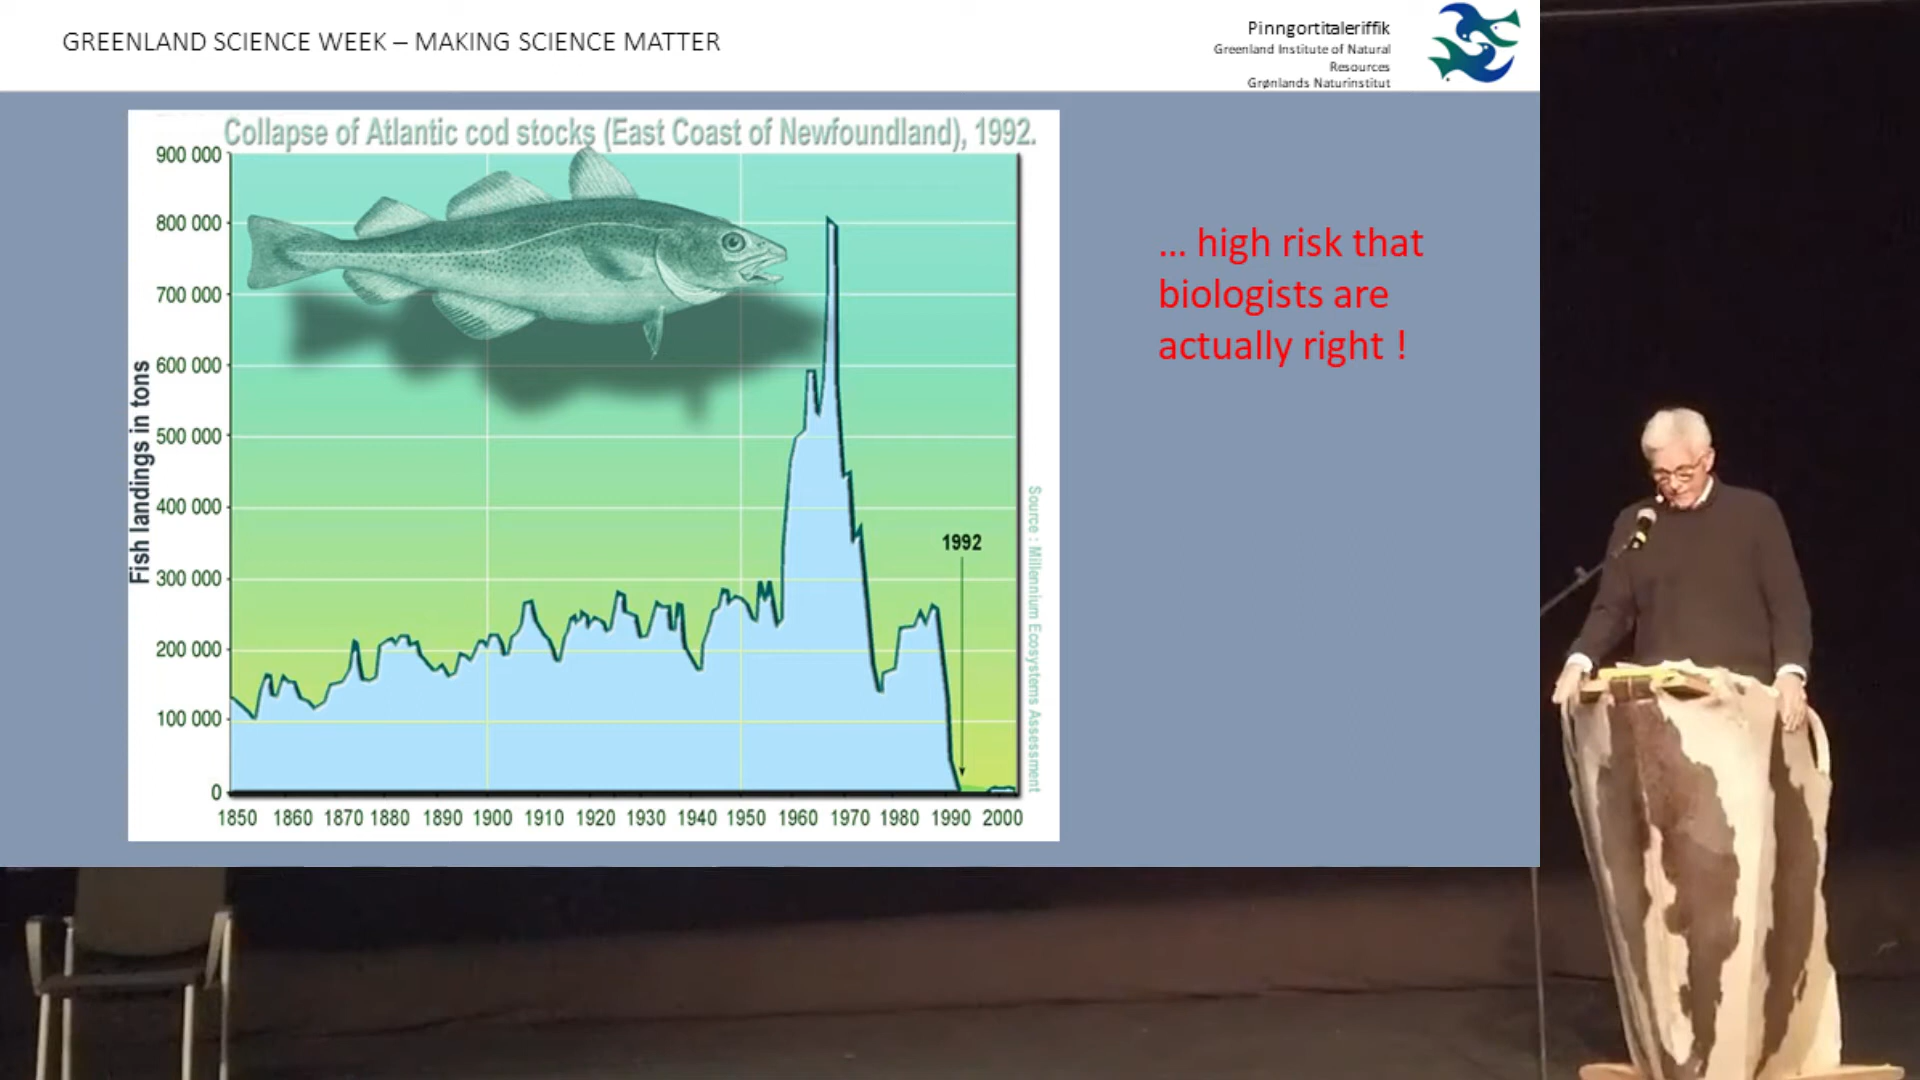 GREENLAND SCIENCE WEEK – MAKING SCIENCE MATTER
Pinngortitaleriffik
Greenland Institute of Natural
Resources
Grønlands Naturinstitut
Collapse of Atlantic cod stocks (East Coast of Newfoundland), 1992.
900 000
800 000
700 000
600 000
500 000
400 000
300 000
200 000
100 000
0
Fish landings in tons
1992
1850 1860 1870 1880 1890 1900 1910 1920 1930 1940 1950 1960 1970 1980 1990 2000
Source : Millennium Ecosystems Assessment
... high risk that
biologists are
actually right !